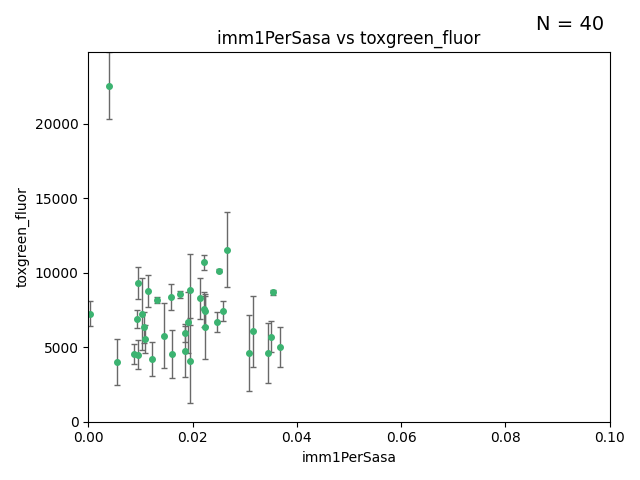 N = 40
imm1PerSasa vs toxgreen_fluor
toxgreen_fluor
20000
15000
10000
5000
0
0.00 0.02 0.04 0.06 0.08 0.10
imm1PerSasa